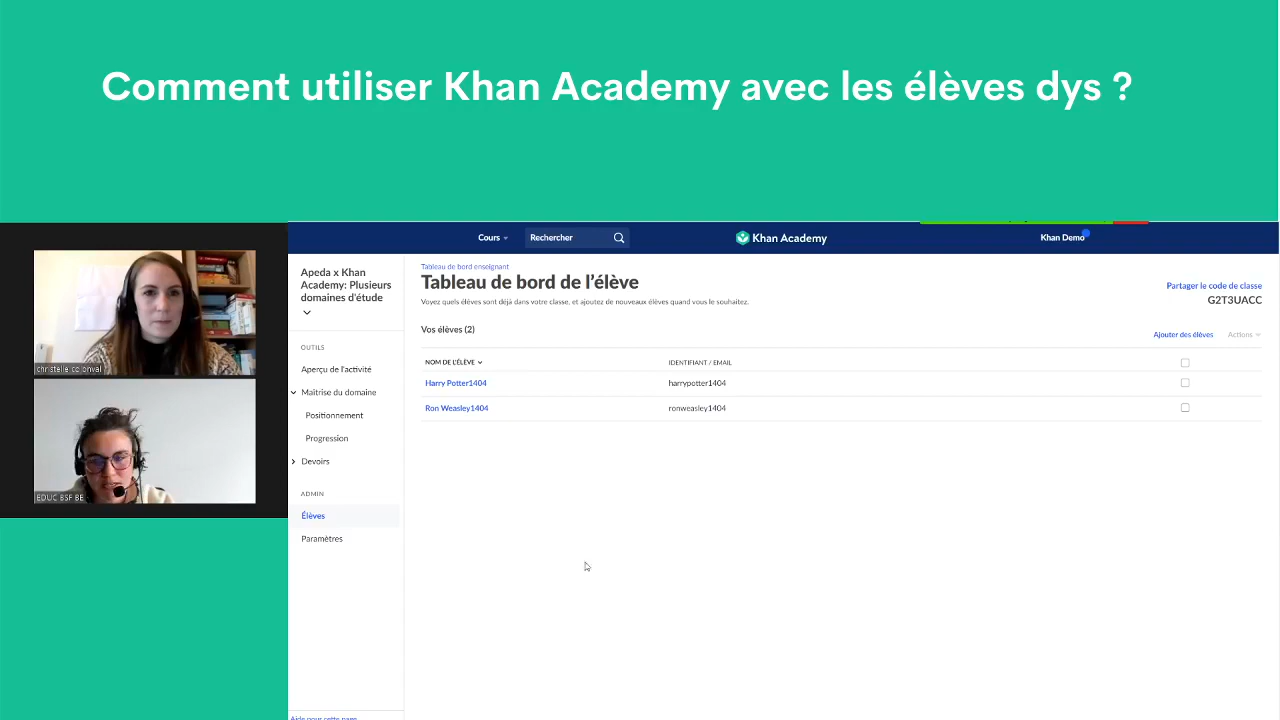 Comment utiliser Khan Academy avec les élèves dys ?
christelle colonval
EDUC BSF BE
Cours
Rechercher
Khan Academy
Khan Demo
Apeda x Khan
Academy: Plusieurs
domaines d'étude
OUTILS
Aperçu de l'activité
Maîtrise du domaine
Positionnement
Progression
Devoirs
ADMIN
Élèves
Paramètres
Aide pour cette page
Tableau de bord enseignant
Tableau de bord de l’élève
Voyez quels élèves sont déjà dans votre classe, et ajoutez de nouveaux élèves quand vous le souhaitez.
Partager le code de classe
G2T3UACC
Vos élèves (2)
Ajouter des élèves Actions
NOM DE L'ÉLÈVE IDENTIFIANT / EMAIL
Harry Potter1404 harrypotter1404
Ron Weasley1404 ronweasley1404